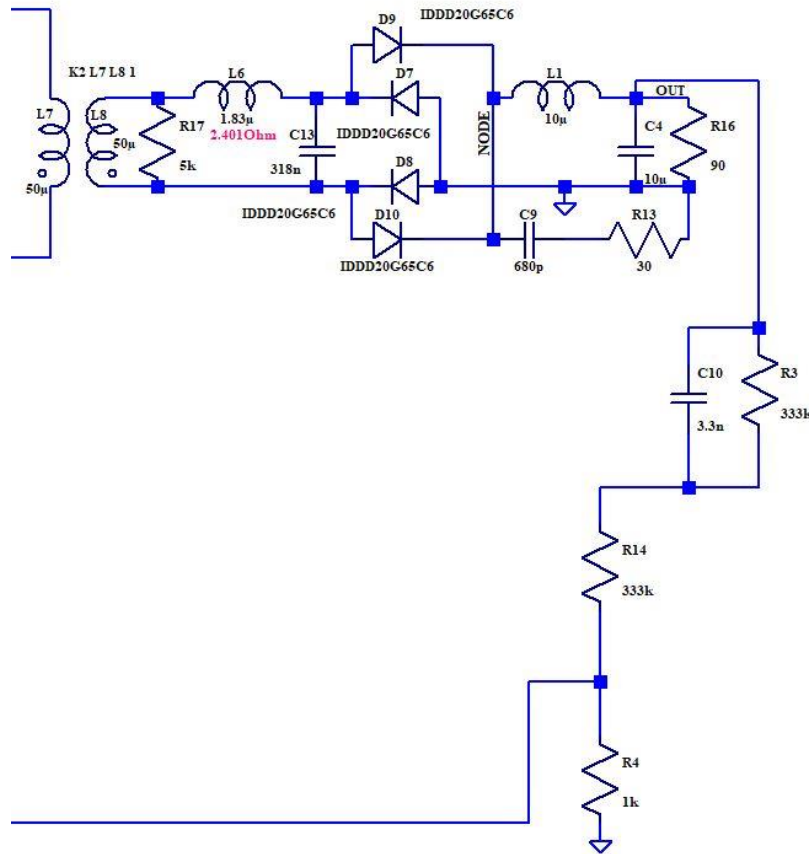 D9
IDDD20G65C6
K2 L7 L8 1
L6
D7
L1
OUT
L7
L8
1.83µ
10µ
R17
2.401Ohm
C13
IDDD20G65C6
NODE
C4
R16
50µ
5k
318n
D8
10µ
90
50µ
IDDD20G65C6
D10
C9
R13
IDDD20G65C6
680p
30
C10
R3
3.3n
333k
R14
333k
R4
1k